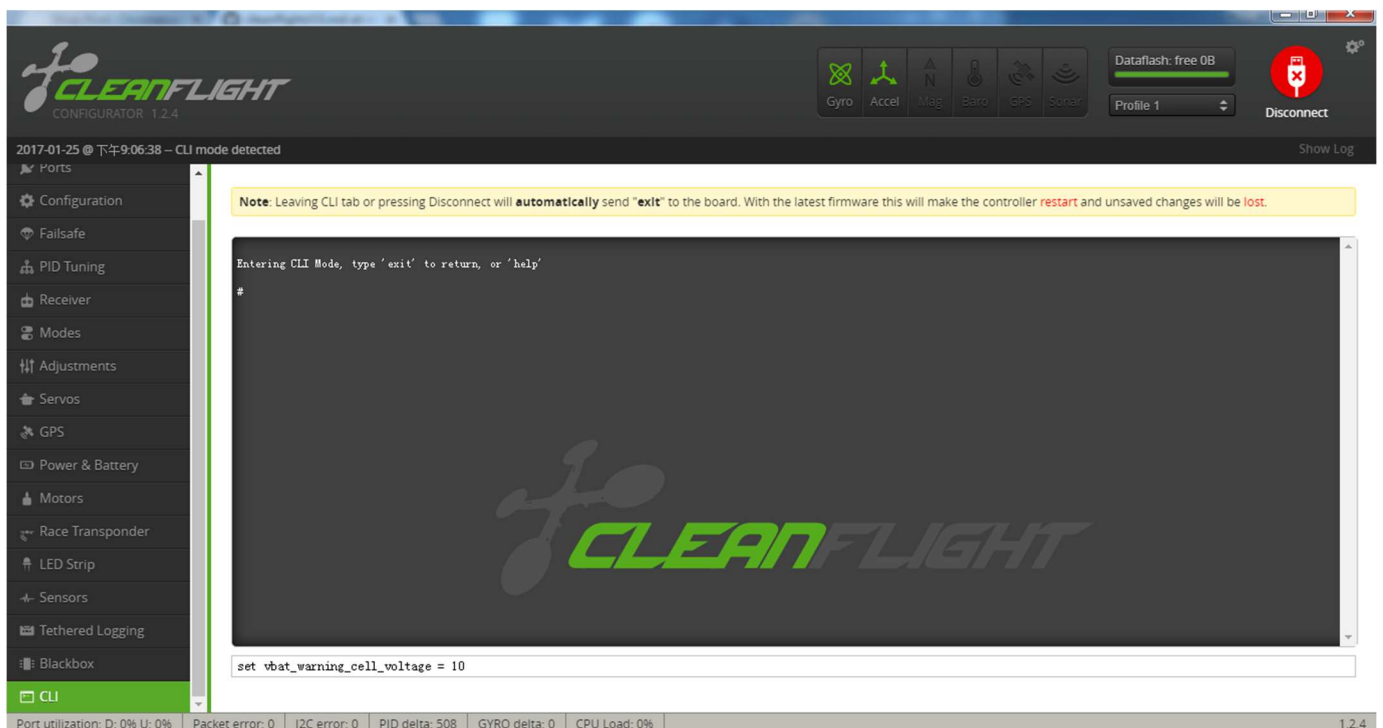 CLEANFLIGHT
CONFIGURATOR 1.2.4
Gyro Accel Mag Baro GPS Sonar
Dataflash: free 0B
Profile 1
Disconnect
2017-01-25 @ 下午9:06:38 -- CLI mode detected
Show Log
Ports
Configuration
Failsafe
PID Tuning
Receiver
Modes
Adjustments
Servos
GPS
Power & Battery
Motors
Race Transponder
LED Strip
Sensors
Tethered Logging
Blackbox
CLI
Note: Leaving CLI tab or pressing Disconnect will automatically send "exit" to the board. With the latest firmware this will make the controller restart and unsaved changes will be lost.
Entering CLI Mode, type 'exit' to return, or 'help'
#
CLEANFLIGHT
set vbat_warning_cell_voltage = 10
Port utilization: D: 0% U: 0% Packet error: 0 I2C error: 0 PID delta: 508 GYRO delta: 0 CPU Load: 0% 1.2.4